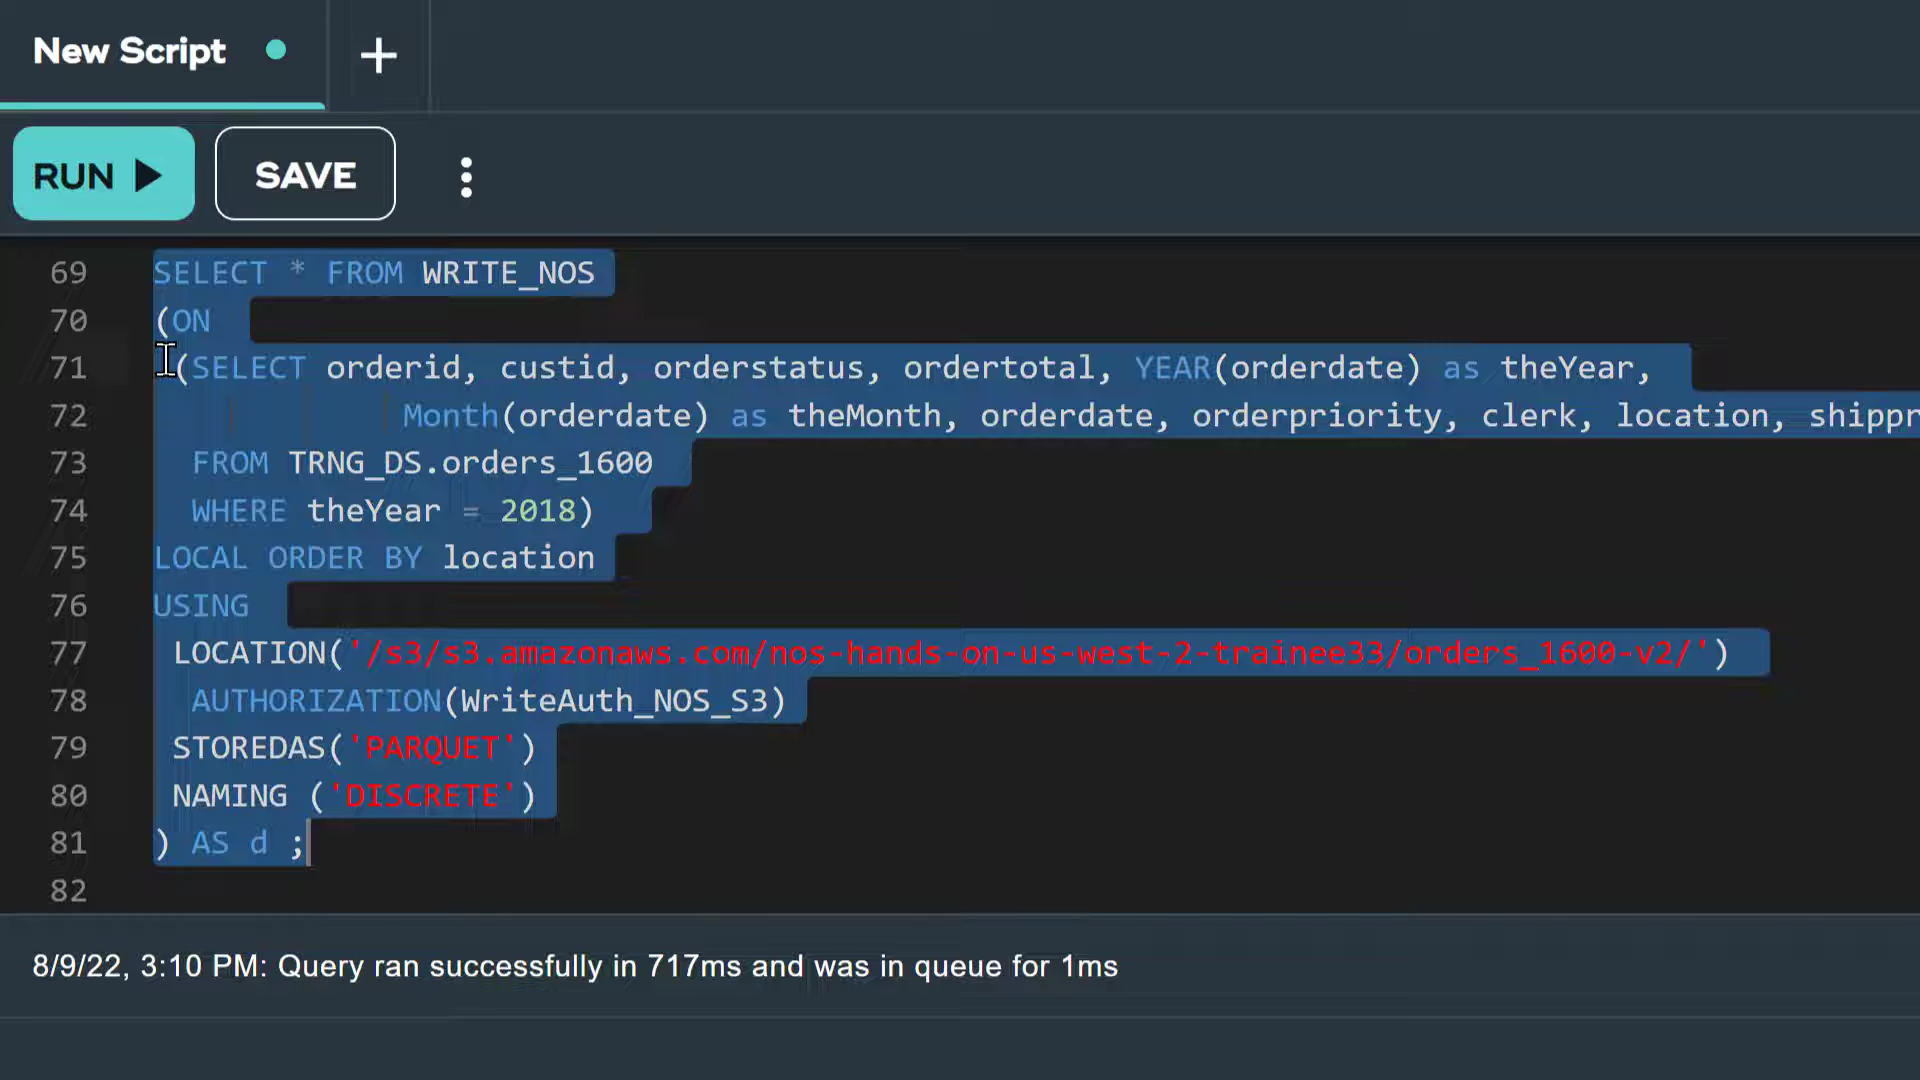 New Script
RUN SAVE
69 SELECT * FROM WRITE_NOS
70 (ON
71 (SELECT orderid, custid, orderstatus, ordertotal, YEAR(orderdate) as theYear,
72 Month(orderdate) as theMonth, orderdate, orderpriority, clerk, location,
73 FROM TRNG_DS.orders_1600
74 WHERE theYear = 2018)
75 LOCAL ORDER BY location
76 USING
77 LOCATION('/s3/s3.amazonaws.com/nos-hands-on-us-west-2-trainee33/orders_1600-v2/')
78 AUTHORIZATION(WriteAuth_NOS_S3)
79 STOREDAS('PARQUET')
80 NAMING ('DISCRETE')
81 ) AS d ;
82
8/9/22, 3:10 PM: Query ran successfully in 717ms and was in queue for 1ms